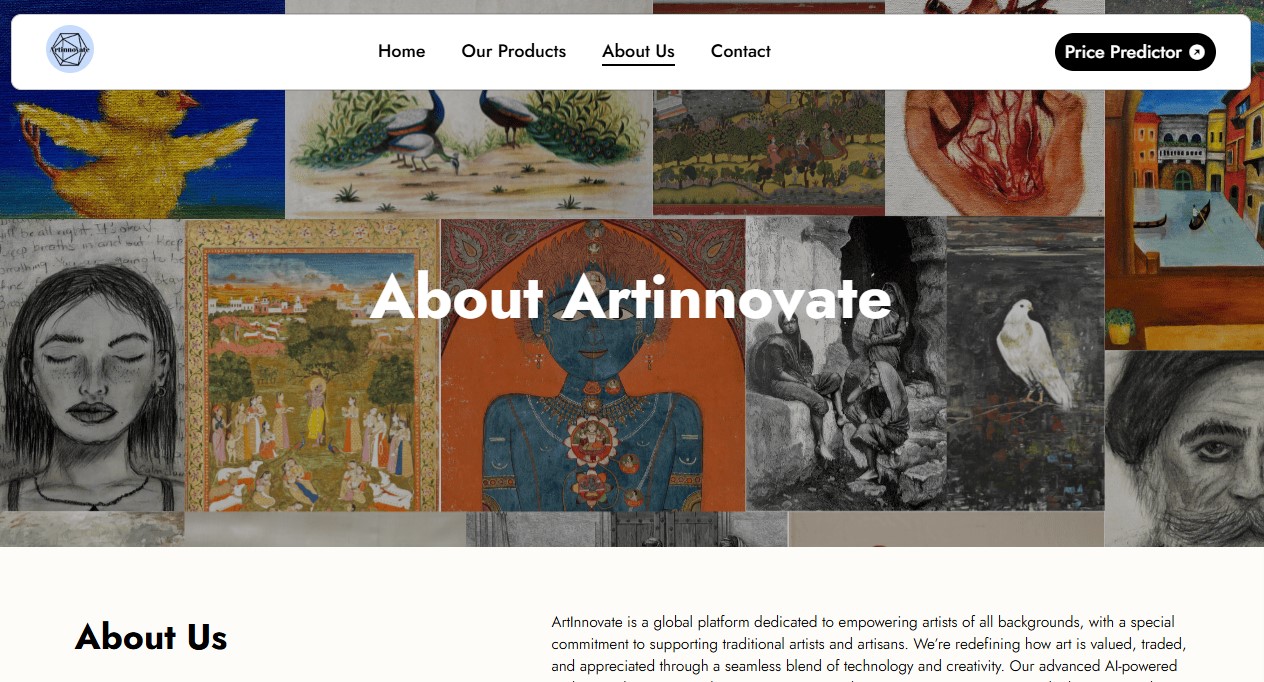 Artinnovate
Home
Our Products
About Us
Contact
Price Predictor
About Artinnovate
About Us
ArtInnovate is a global platform dedicated to empowering artists of all backgrounds, with a special
commitment to supporting traditional artists and artisans. We’re redefining how art is valued, traded,
and appreciated through a seamless blend of technology and creativity. Our advanced AI-powered